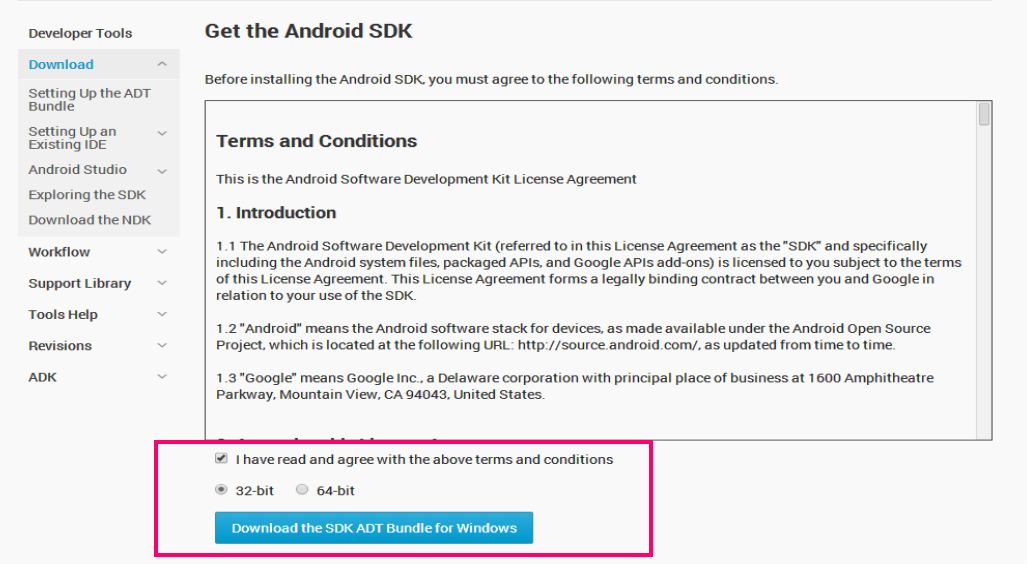 Developer Tools
Download
Setting Up the ADT
Bundle
Setting Up an
Existing IDE
Android Studio
Exploring the SDK
Download the NDK
Workflow
Support Library
Tools Help
Revisions
ADK
Get the Android SDK
Before installing the Android SDK, you must agree to the following terms and conditions.
Terms and Conditions
This is the Android Software Development Kit License Agreement
1. Introduction
1.1 The Android Software Development Kit (referred to in this License Agreement as the "SDK" and specifically
including the Android system files, packaged APIs, and Google APIs add-ons) is licensed to you subject to the terms
of this License Agreement. This License Agreement forms a legally binding contract between you and Google in
relation to your use of the SDK.
1.2 "Android" means the Android software stack for devices, as made available under the Android Open Source
Project, which is located at the following URL: http://source.android.com/, as updated from time to time.
1.3 "Google" means Google Inc., a Delaware corporation with principal place of business at 1600 Amphitheatre
Parkway, Mountain View, CA 94043, United States.
I have read and agree with the above terms and conditions
32-bit 64-bit
Download the SDK ADT Bundle for Windows